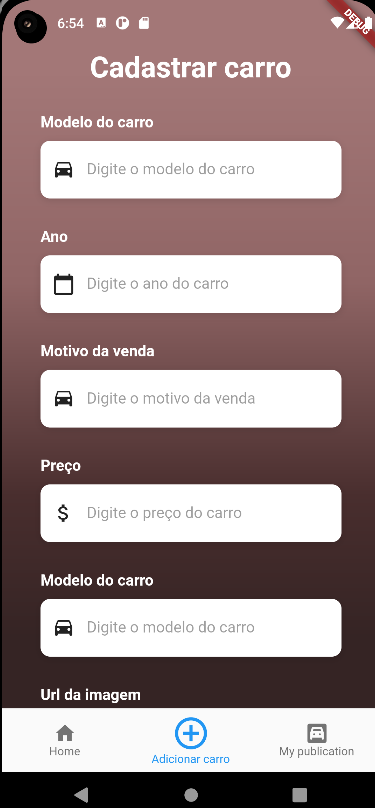 6:54
DEBUG
Cadastrar carro
Modelo do carro
Digite o modelo do carro
Ano
Digite o ano do carro
Motivo da venda
Digite o motivo da venda
Preço
Digite o preço do carro
Modelo do carro
Digite o modelo do carro
Url da imagem
Home
Adicionar carro
My publication